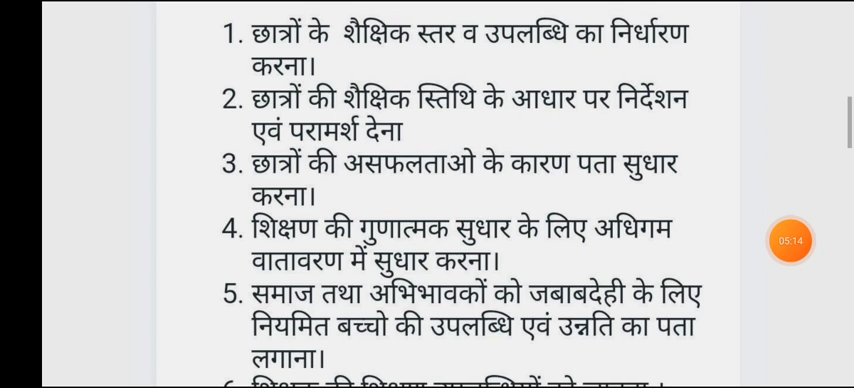 1. छात्रों के शैक्षिक स्तर व उपलब्धि का निर्धारण
करना।
2. छात्रों की शैक्षिक स्तिथि के आधार पर निर्देशन
एवं परामर्श देना
3. छात्रों की असफलताओ के कारण पता सुधार
करना।
4. शिक्षण की गुणात्मक सुधार के लिए अधिगम
वातावरण में सुधार करना।
5. समाज तथा अभिभावकों को जबाबदेही के लिए
नियमित बच्चो की उपलब्धि एवं उन्नति का पता
लगाना।
05:14